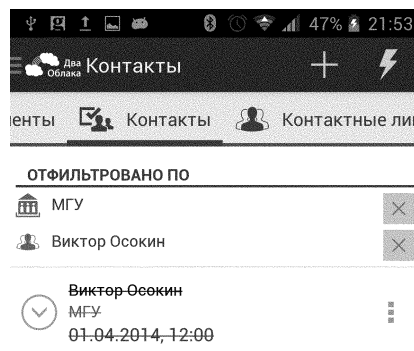 47% 21:53
Два Облака Контакты
менты Контакты Контактные ли
ОТФИЛЬТРОВАНО ПО
МГУ
Виктор Осокин
Виктор Осокин
МГУ
01.04.2014, 12:00